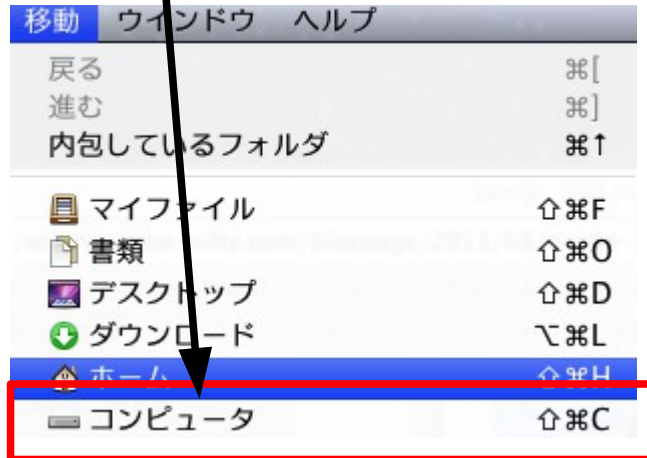 移動 ウインドウ ヘルプ
戻る ⌘[
進む ⌘]
内包しているフォルダ ⌘↑
マイファイル ⇧⌘F
書類 ⇧⌘O
デスクトップ ⇧⌘D
ダウンロード ⌥⌘L
ホーム ⇧⌘H
コンピュータ ⇧⌘C